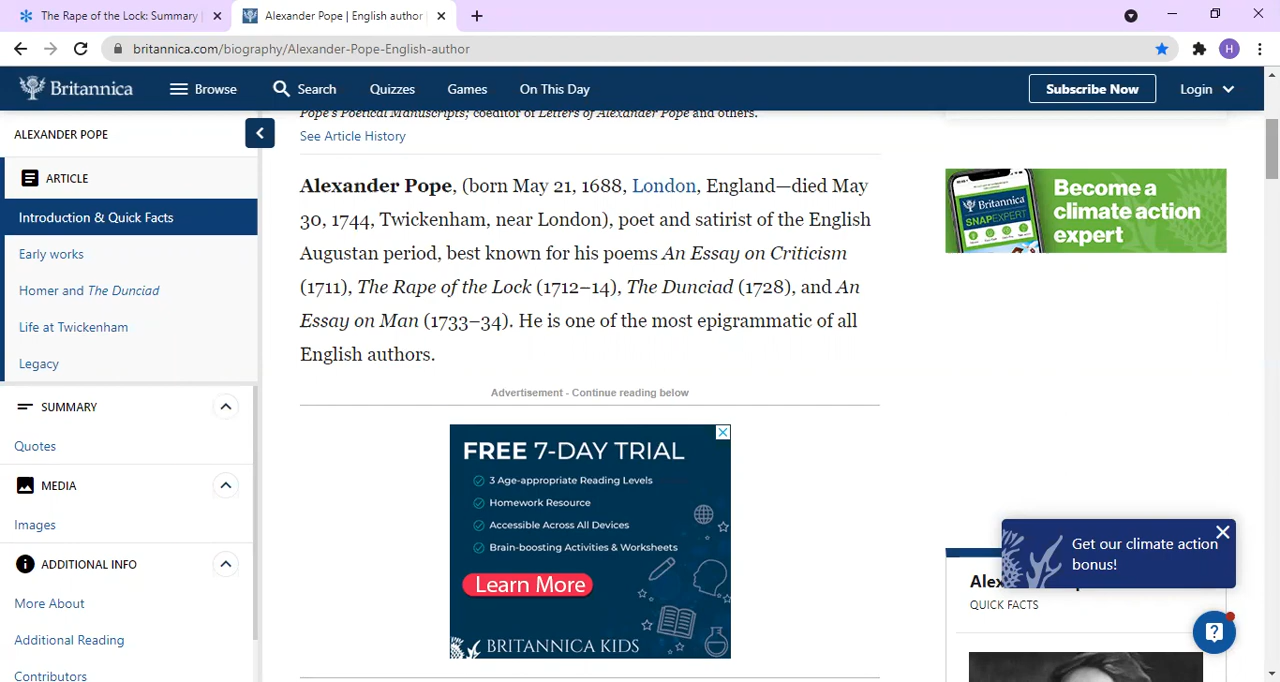 The Rape of the Lock: Summary
Alexander Pope | English author
britannica.com/biography/Alexander-Pope-English-author
H
Britannica
Browse
Search
Quizzes
Games
On This Day
Subscribe Now
Login
ALEXANDER POPE
ARTICLE
Introduction & Quick Facts
Early works
Homer and The Dunciad
Life at Twickenham
Legacy
SUMMARY
Quotes
MEDIA
Images
ADDITIONAL INFO
More About
Additional Reading
Contributors
Pope's Poetical Manuscripts; coeditor of Letters of Alexander Pope and others.
See Article History
Alexander Pope, (born May 21, 1688, London, England—died May
30, 1744, Twickenham, near London), poet and satirist of the English
Augustan period, best known for his poems An Essay on Criticism
(1711), The Rape of the Lock (1712–14), The Dunciad (1728), and An
Essay on Man (1733–34). He is one of the most epigrammatic of all
English authors.
Advertisement - Continue reading below
FREE 7-DAY TRIAL
3 Age-appropriate Reading Levels
Homework Resource
Accessible Across All Devices
Brain-boosting Activities & Worksheets
Learn More
BRITANNICA KIDS
Britannica
SNAPEXPERT
Become a
climate action
expert
Get our climate action
bonus!
QUICK FACTS